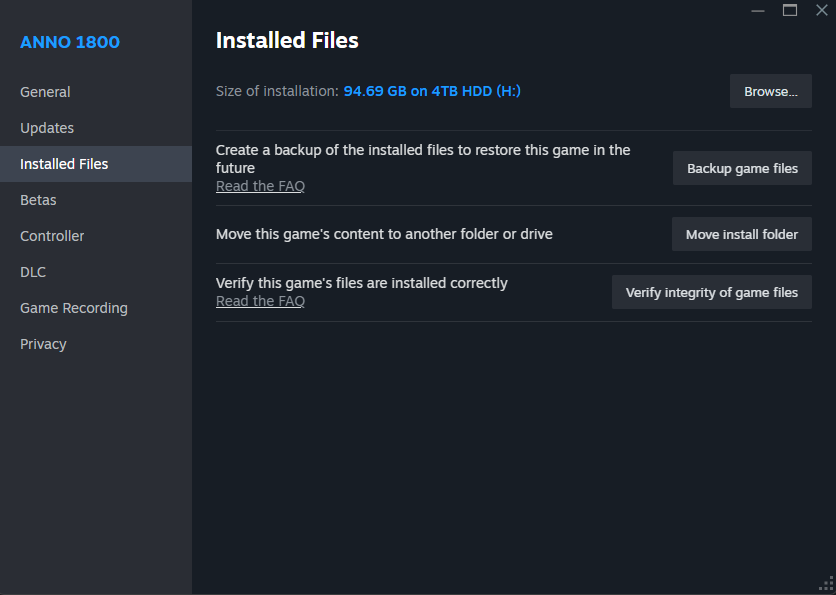 ANNO 1800
General
Updates
Installed Files
Betas
Controller
DLC
Game Recording
Privacy
Installed Files
Size of installation: 94.69 GB on 4TB HDD (H:)
Browse...
Create a backup of the installed files to restore this game in the
future
Read the FAQ
Backup game files
Move this game's content to another folder or drive
Move install folder
Verify this game's files are installed correctly
Read the FAQ
Verify integrity of game files